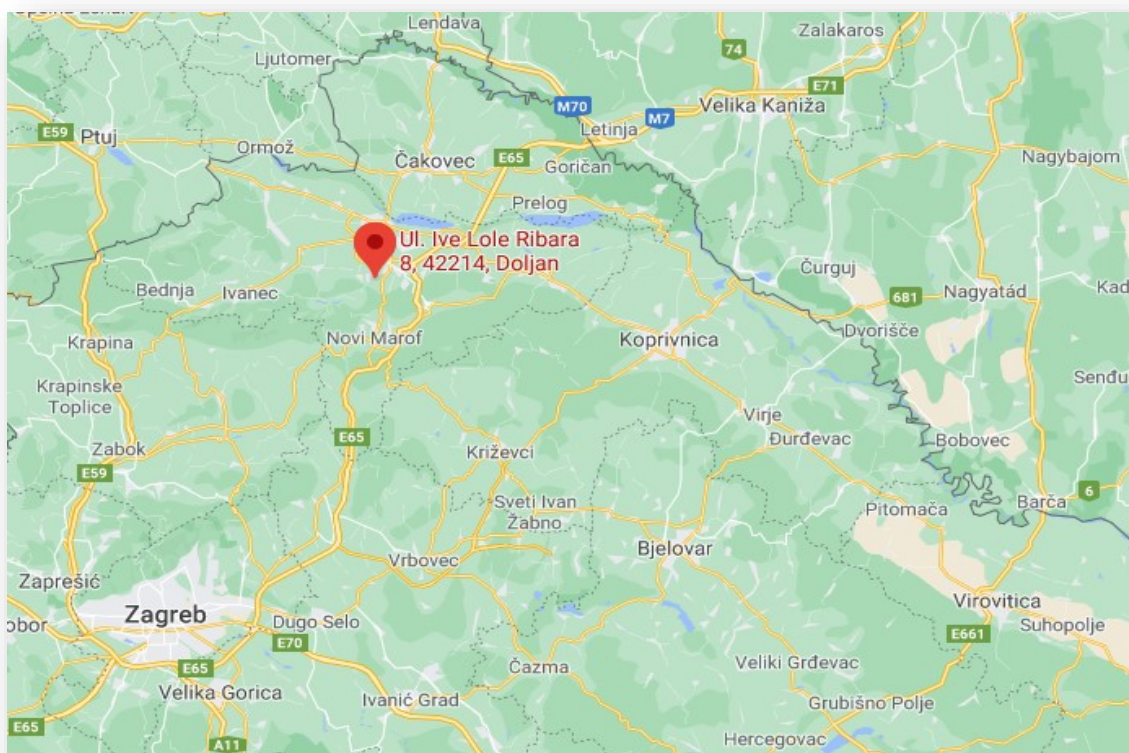 Lendava
Zalakaros
Ljutomer
74
E71
M70
Velika Kaniža
M7
E59
Letinja
Ptuj
Ormož
Čakovec
E65
Goričan
Nagybajom
Prelog
Ul. Ive Lole Ribara
8, 42214, Doljan
Čurguj
Bednja
Ivanec
681
Nagyatád
Kad
Dvorišče
Novi Marof
Koprivnica
Krapina
Krapinske
Toplice
Senđu
Virje
Đurđevac
E65
Zabok
Križevci
Bobovec
E59
6
Sveti Ivan
Žabno
Barča
Pitomača
Bjelovar
Vrbovec
Zaprešić
Virovitica
Zagreb
obor
Dugo Selo
Suhopolje
E661
E70
E65
Čazma
Veliki Grđevac
Velika Gorica
Ivanić Grad
Grubišno Polje
E65
A11
Hercegovac